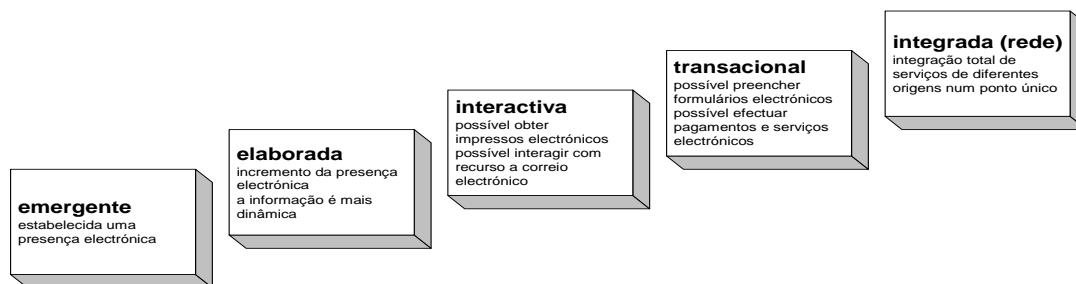 emergente
estabelecida uma
presença electrónica
elaborada
incremento da presença
electrónica
a informação é mais
dinâmica
interactiva
possível obter
impressos electrónicos
possível interagir com
recurso a correio
electrónico
transacional
possível preencher
formulários electrónicos
possível efectuar
pagamentos e serviços
electrónicos
integrada (rede)
integração total de
serviços de diferentes
origens num ponto único